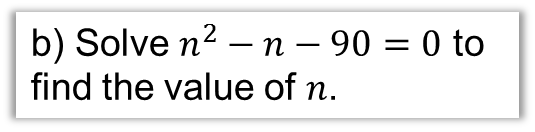 b) Solve n² − n − 90 = 0 to
find the value of n.